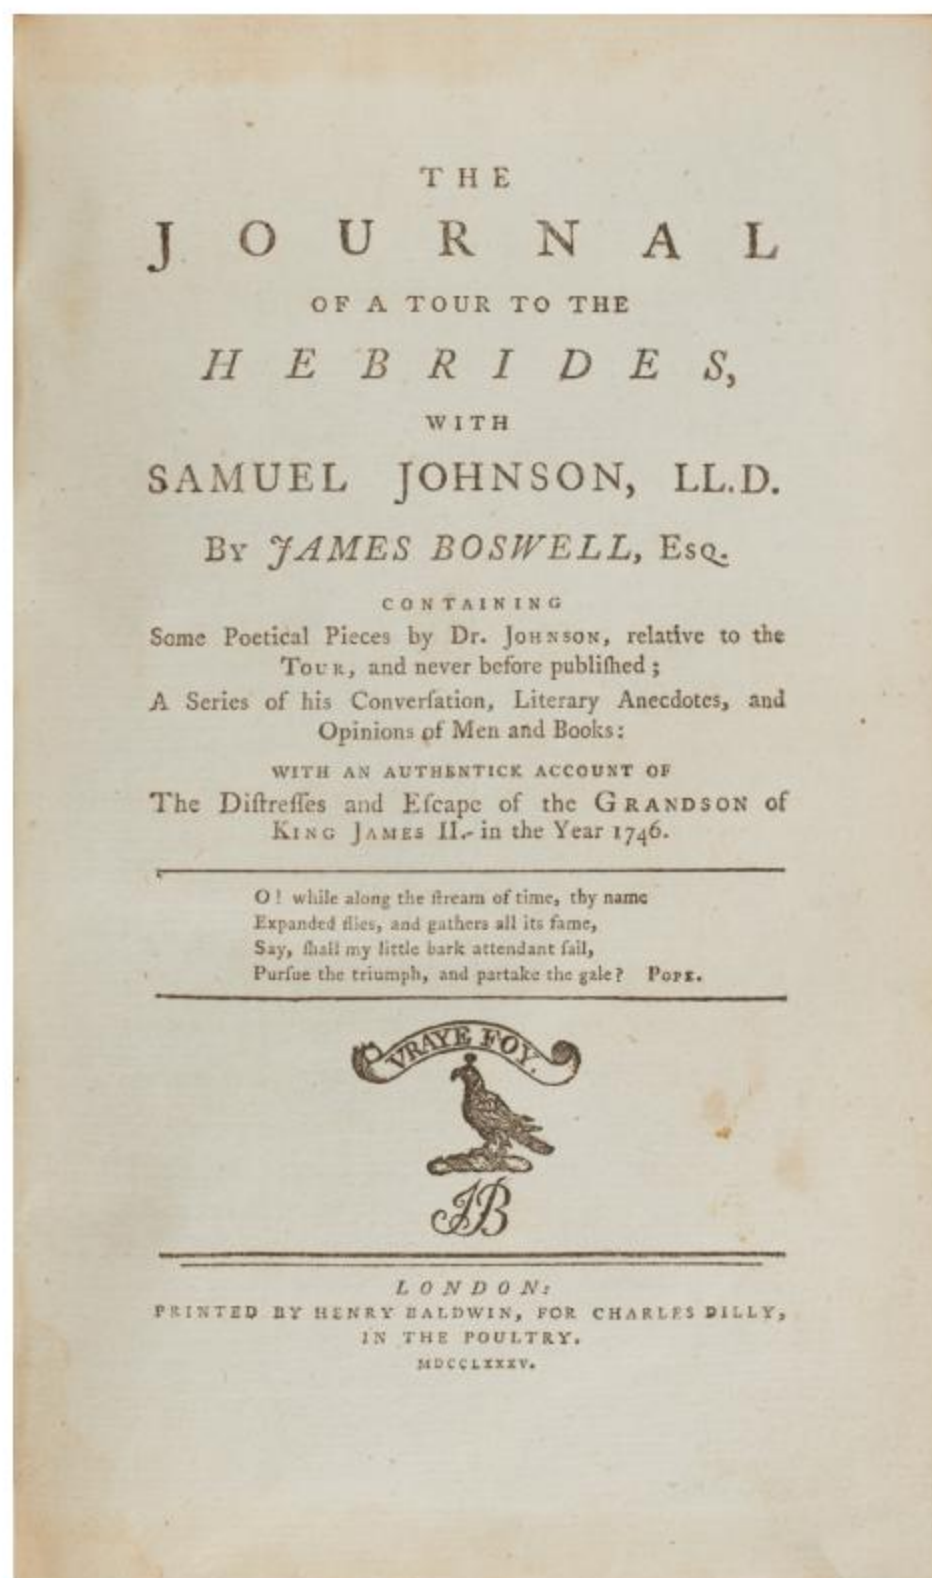 THE
JOURNAL
OF A TOUR TO THE
HEBRIDES,
WITH
SAMUEL JOHNSON, LL.D.
BY JAMES BOSWELL, ESQ.
CONTAINING
Some Poetical Pieces by Dr. JOHNSON, relative to the
TOUR, and never before publiſhed;
A Series of his Converſation, Literary Anecdotes, and
Opinions of Men and Books:
WITH AN AUTHENTICK ACCOUNT OF
The Diſtreſſes and Eſcape of the GRANDSON of
KING JAMES II. in the Year 1746.
O! while along the ſtream of time, thy name
Expanded flies, and gathers all its fame,
Say, ſhall my little bark attendant ſail,
Purſue the triumph, and partake the gale? POPE.
VRAYE FOY.
JB
LONDON:
PRINTED BY HENRY BALDWIN, FOR CHARLES DILLY,
IN THE POULTRY.
MDCCLXXXV.